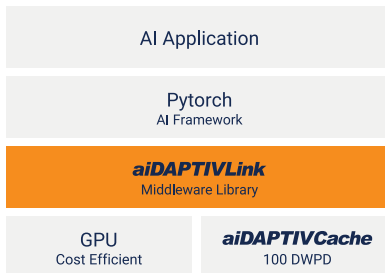 AI Application
Pytorch
AI Framework
aiDAPTIVLink
Middleware Library
GPU
Cost Efficient
aiDAPTIVCache
100 DWPD